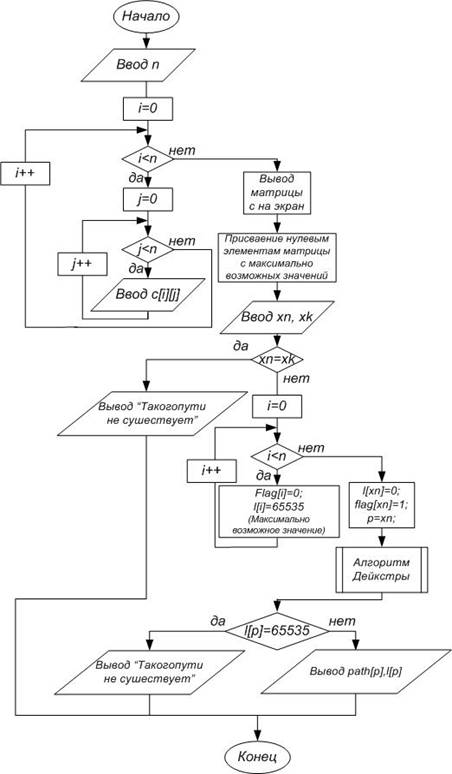 Начало
Ввод n
i=0
i<n
нет
да
i++
j=0
j<n
нет
да
j++
Ввод c[i][j]
Вывод
матрицы
с на экран
Присваение нулевым
элементам матрицы
с максимально
возможных значений
Ввод xn, xk
да
xn=xk
нет
Вывод “Такогопути
не сушествует”
i=0
i<n
нет
да
i++
Flag[i]=0;
l[i]=65535
(Максимально
возможное значение)
l[xn]=0;
flag[xn]=1;
p=xn;
Алгоритм
Дейкстры
да
l[p]=65535
нет
Вывод “Такогопути
не сушествует”
Вывод path[p],l[p]
Конец